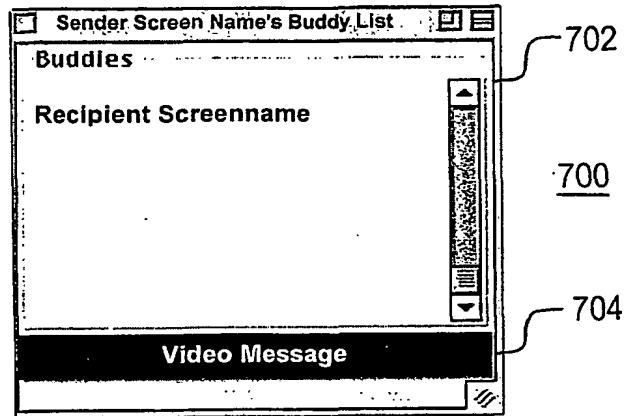 Sender Screen Name's Buddy List
702
Buddies
Recipient Screenname
700
704
Video Message